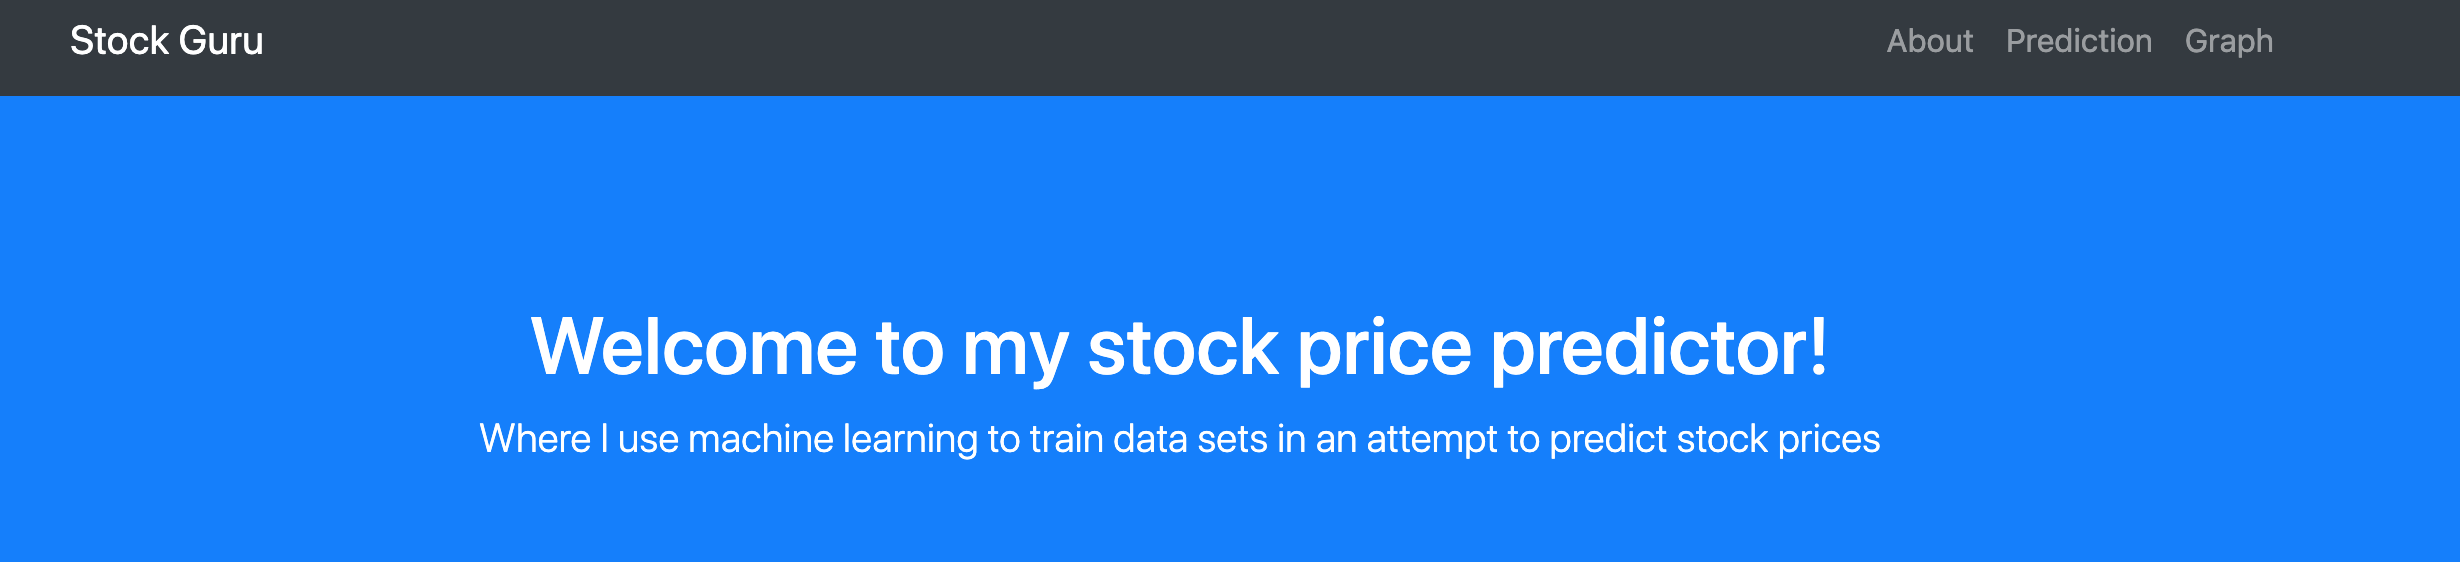 Stock Guru
About Prediction Graph
Welcome to my stock price predictor!
Where I use machine learning to train data sets in an attempt to predict stock prices